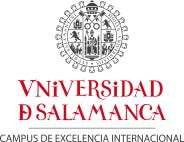 VNiVERSiDAD
D SALAMANCA
CAMPUS DE EXCELENCIA INTERNACIONAL